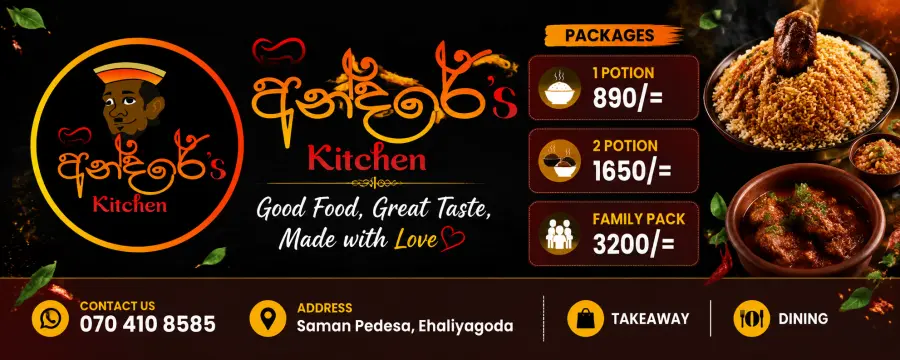 අන්දරේ's
Kitchen
අන්දරේ's
Kitchen
Good Food, Great Taste,
Made with Love
PACKAGES
1 POTION
890/=
2 POTION
1650/=
FAMILY PACK
3200/=
CONTACT US
070 410 8585
ADDRESS
Saman Pedesa, Ehaliyagoda
TAKEAWAY
DINING